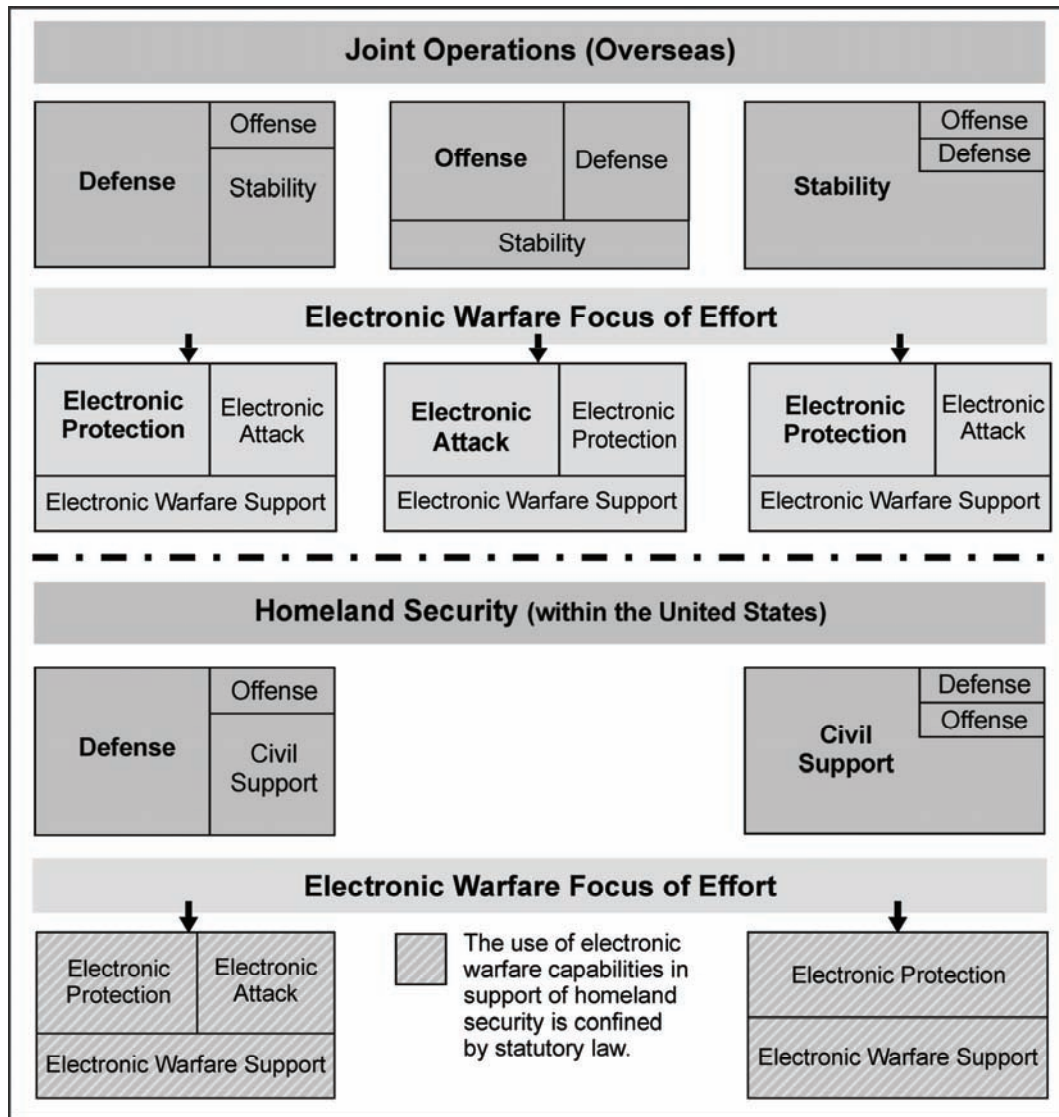 Joint Operations (Overseas)
Defense
Offense
Stability
Offense
Defense
Stability
Stability
Offense
Defense
Electronic Warfare Focus of Effort
Electronic
Protection
Electronic
Attack
Electronic Warfare Support
Electronic
Attack
Electronic
Protection
Electronic Warfare Support
Electronic
Protection
Electronic
Attack
Electronic Warfare Support
Homeland Security (within the United States)
Defense
Offense
Civil
Support
Civil
Support
Defense
Offense
Electronic Warfare Focus of Effort
Electronic
Protection
Electronic
Attack
Electronic Warfare Support
The use of electronic
warfare capabilities in
support of homeland
security is confined
by statutory law.
Electronic Protection
Electronic Warfare Support